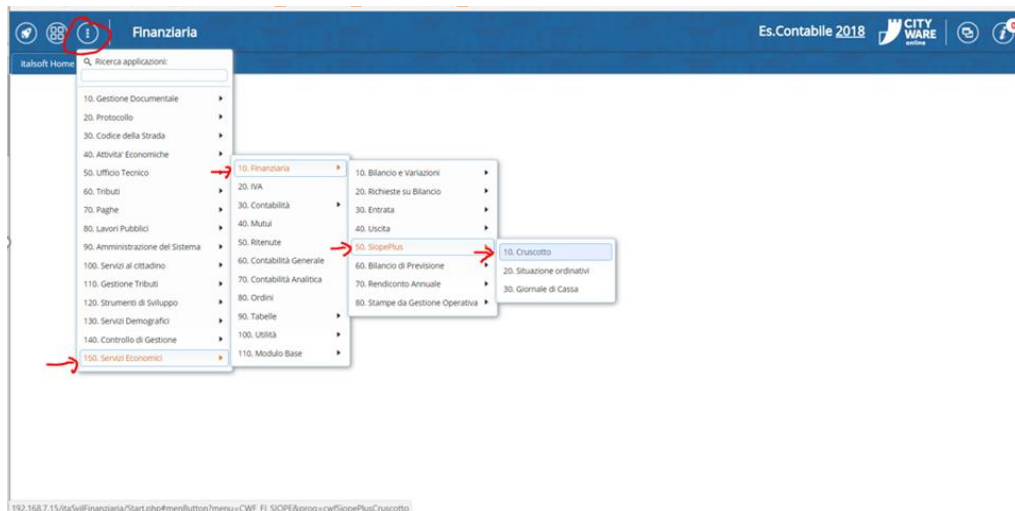 Finanziaria
Es.Contabile 2018
CITY
WARE
online
italsoft Home
Ricerca applicazioni:
10. Gestione Documentale
20. Protocollo
30. Codice della Strada
40. Attivita' Economiche
50. Ufficio Tecnico
60. Tributi
70. Paghe
80. Lavori Pubblici
90. Amministrazione del Sistema
100. Servizi al cittadino
110. Gestione Tributi
120. Strumenti di Sviluppo
130. Servizi Demografici
140. Controllo di Gestione
150. Servizi Economici
10. Finanziaria
20. IVA
30. Contabilità
40. Mutui
50. Ritenute
60. Contabilità Generale
70. Contabilità Analitica
80. Ordini
90. Tabelle
100. Utilità
110. Modulo Base
10. Bilancio e Variazioni
20. Richieste su Bilancio
30. Entrata
40. Uscita
50. SiopePlus
60. Bilancio di Previsione
70. Rendiconto Annuale
80. Stampe da Gestione Operativa
10. Cruscotto
20. Situazione ordinativi
30. Giornale di Cassa
192.168.7.15/itaSvilFinanziaria/Start.php#menButton?menu=CWF_FI_SIOPE&prog=cwfSiopePlusCruscotto